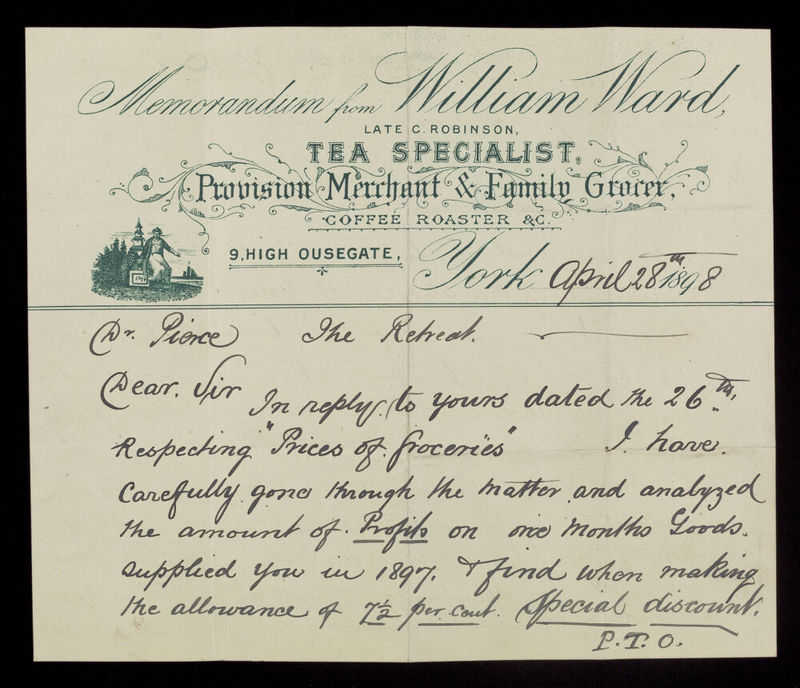 Memorandum from William Ward,
LATE C. ROBINSON,
TEA SPECIALIST,
Provision Merchant & Family Grocer,
COFFEE ROASTER &C.
9, HIGH OUSEGATE,
York April 28th 1898
Dr. Pierce The Retreat.
Dear. Sir
In reply to yours dated the 26th.
Respecting "Prices of Groceries" I have.
Carefully gone through the Matter and analyzed
the amount of Profits on one Months Goods.
supplied you in 1897. & find when making
the allowance of 7½ per cent. Special discount.
P.T.O.